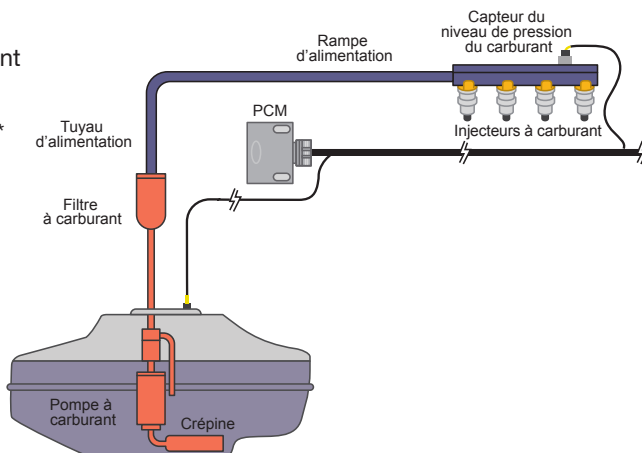 Capteur du
niveau de pression
du carburant
Rampe
d'alimentation
nt
*
PCM
Injecteurs à carburant
Tuyau
d'alimentation
Filtre
à carburant
Pompe à
carburant
Crépine